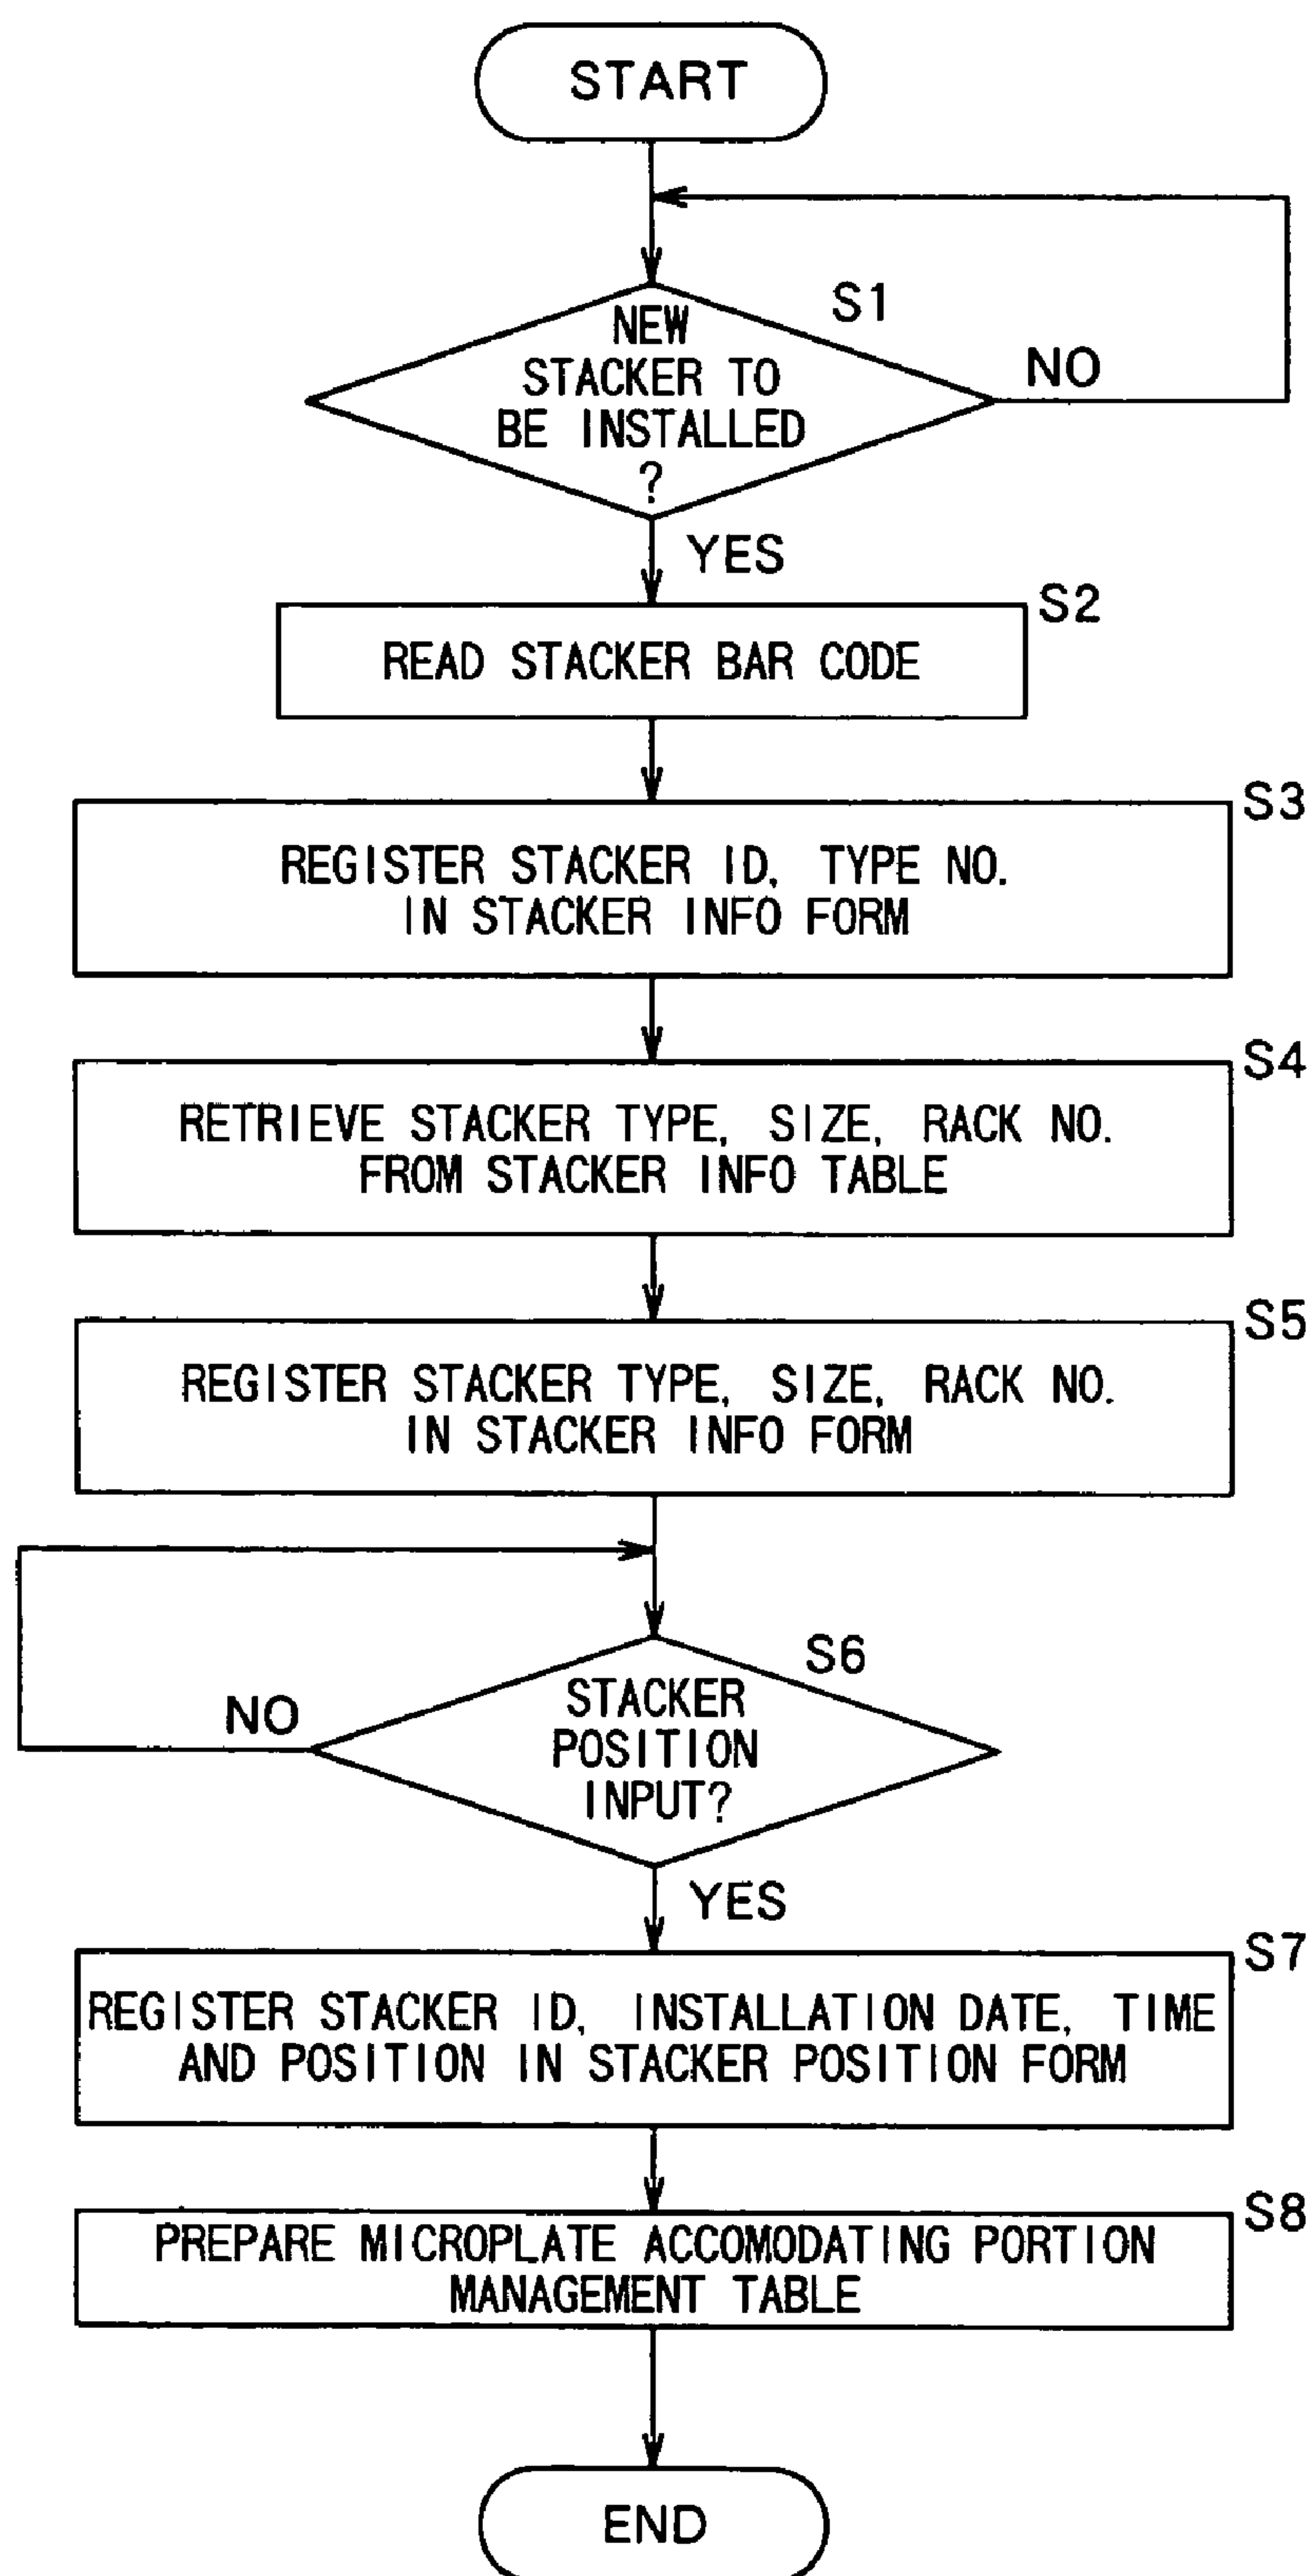 START
S1
NEW
STACKER TO
BE INSTALLED
?
NO
YES
S2
READ STACKER BAR CODE
S3
REGISTER STACKER ID, TYPE NO.
IN STACKER INFO FORM
S4
RETRIEVE STACKER TYPE, SIZE, RACK NO.
FROM STACKER INFO TABLE
S5
REGISTER STACKER TYPE, SIZE, RACK NO.
IN STACKER INFO FORM
S6
STACKER
POSITION
INPUT?
NO
YES
S7
REGISTER STACKER ID, INSTALLATION DATE, TIME
AND POSITION IN STACKER POSITION FORM
S8
PREPARE MICROPLATE ACCOMODATING PORTION
MANAGEMENT TABLE
END